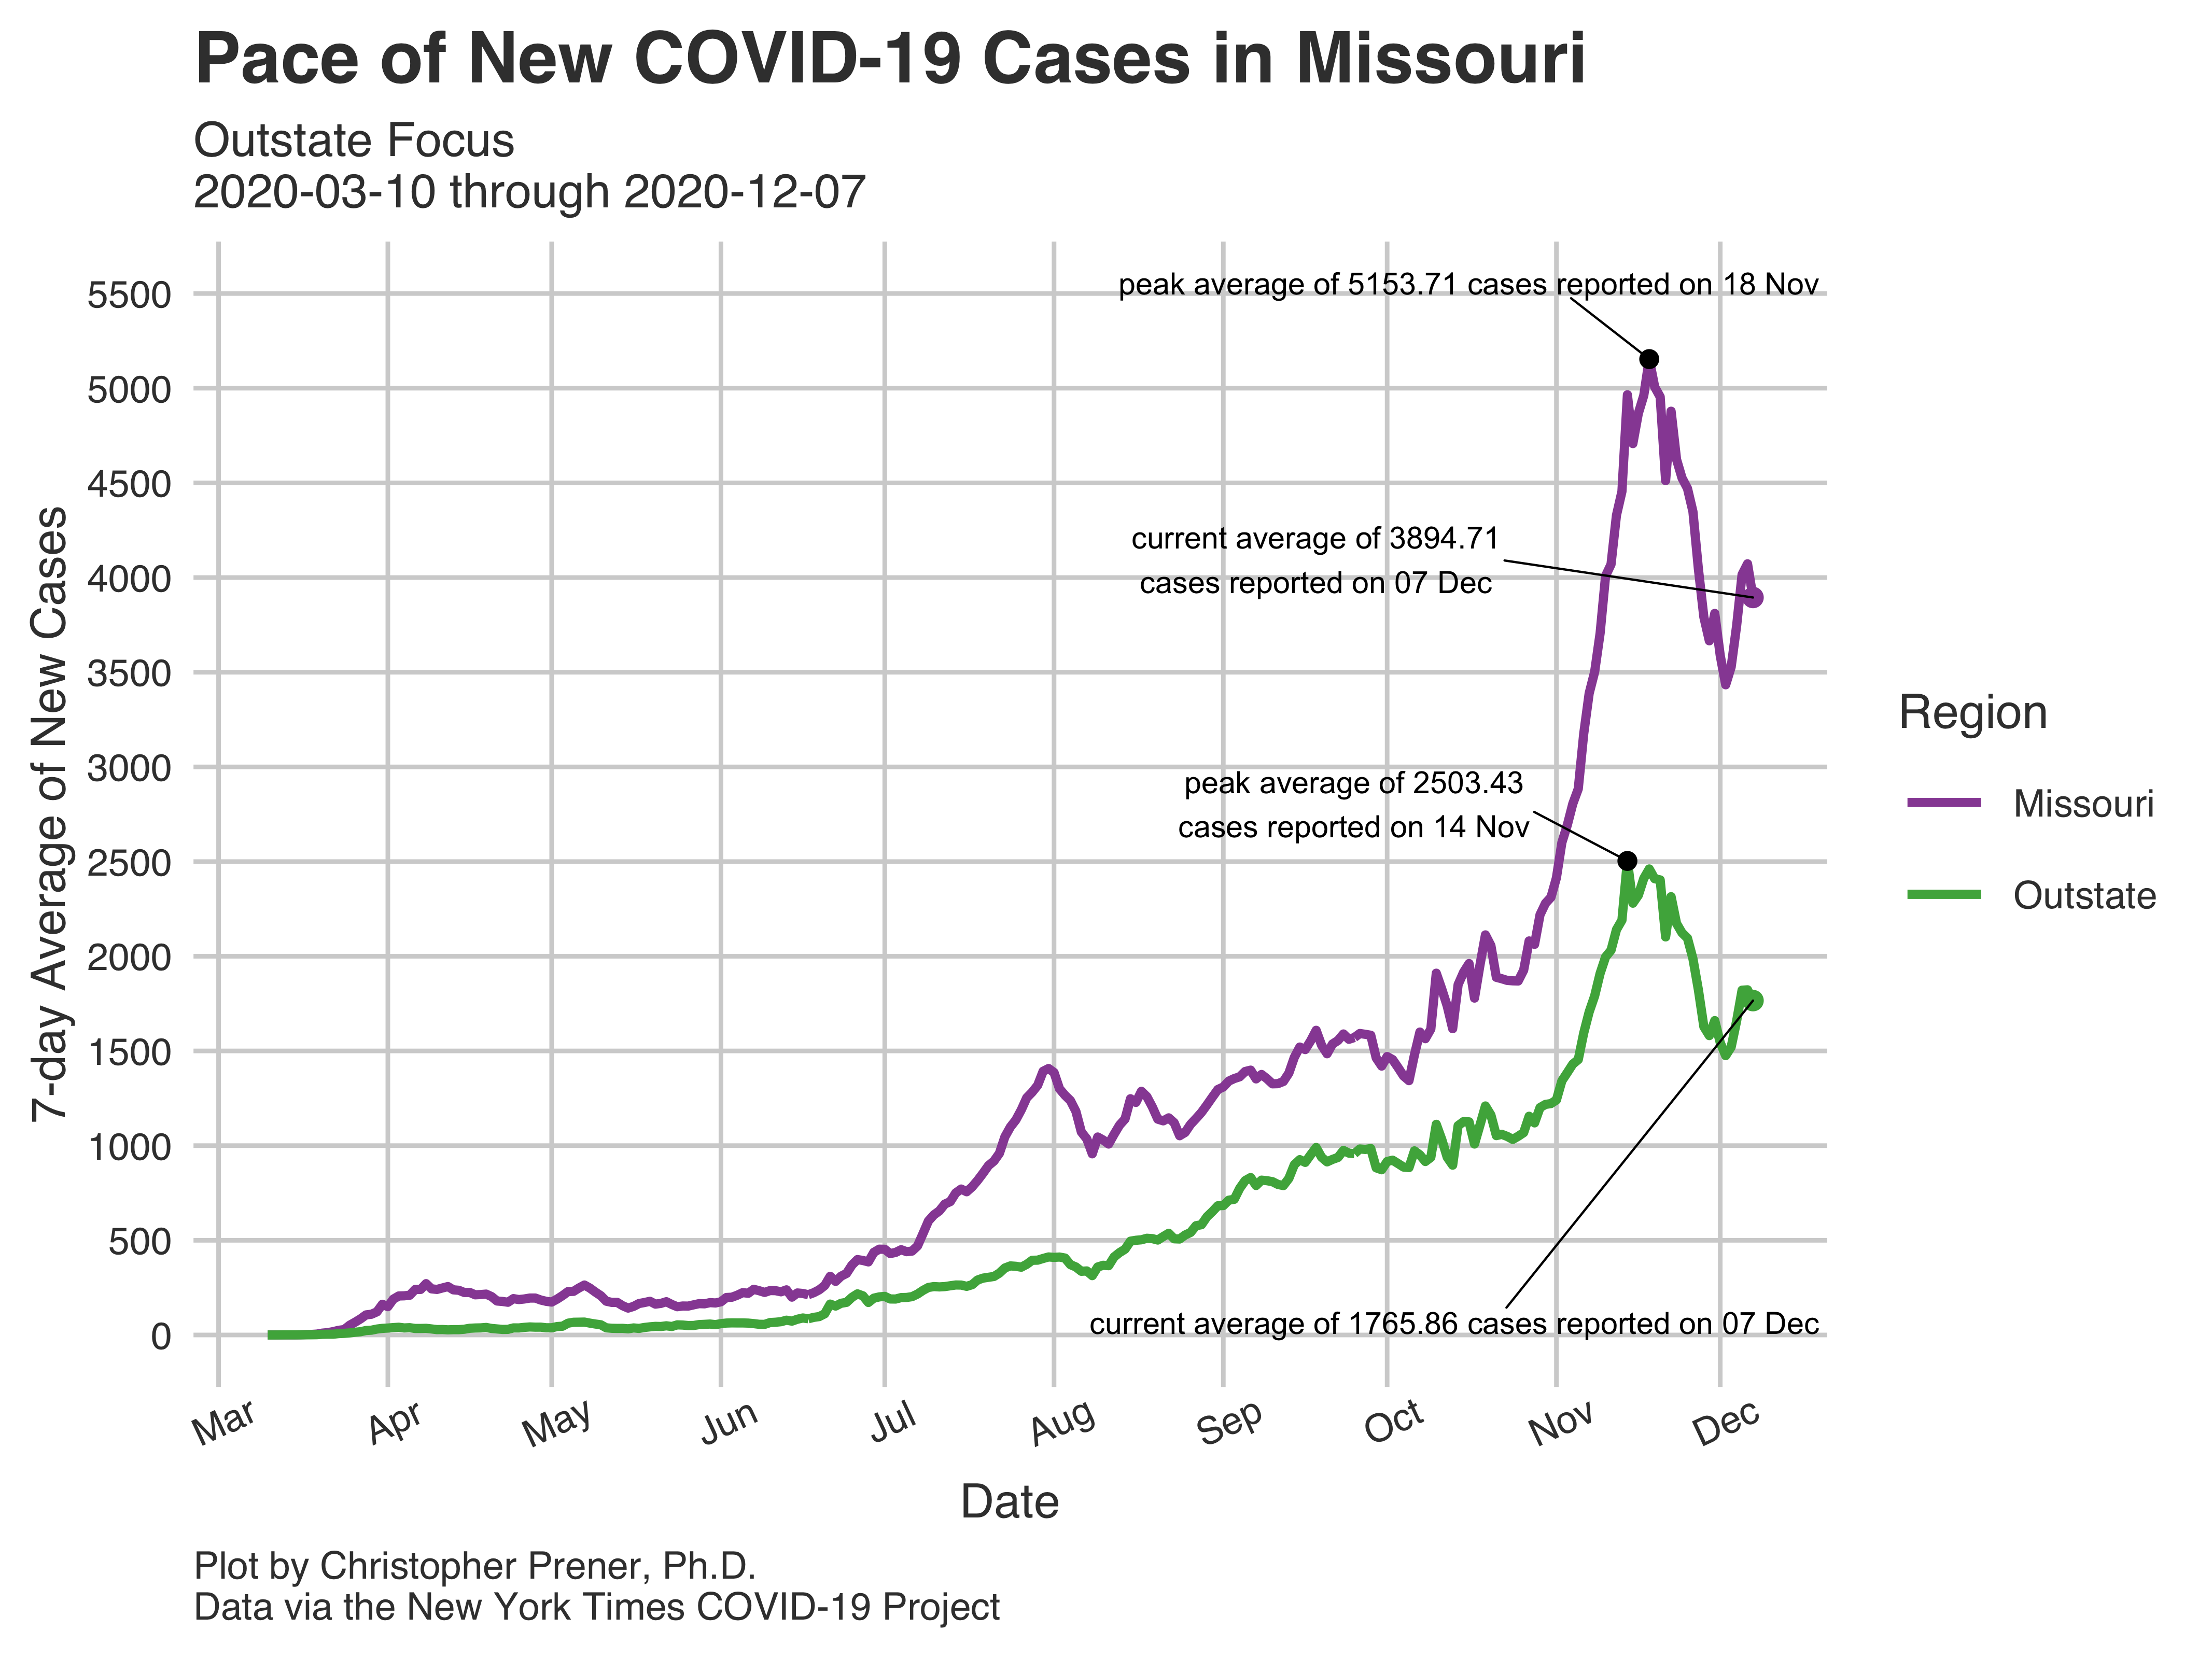 Pace of New COVID-19 Cases in Missouri
Outstate Focus
2020-03-10 through 2020-12-07
7-day Average of New Cases
5500
5000
4500
4000
3500
3000
2500
2000
1500
1000
500
0
peak average of 5153.71 cases reported on 18 Nov
current average of 3894.71
cases reported on 07 Dec
peak average of 2503.43
cases reported on 14 Nov
current average of 1765.86 cases reported on 07 Dec
Mar
Apr
May
Jun
Jul
Aug
Sep
Oct
Nov
Dec
Date
Region
Missouri
Outstate
Plot by Christopher Prener, Ph.D.
Data via the New York Times COVID-19 Project